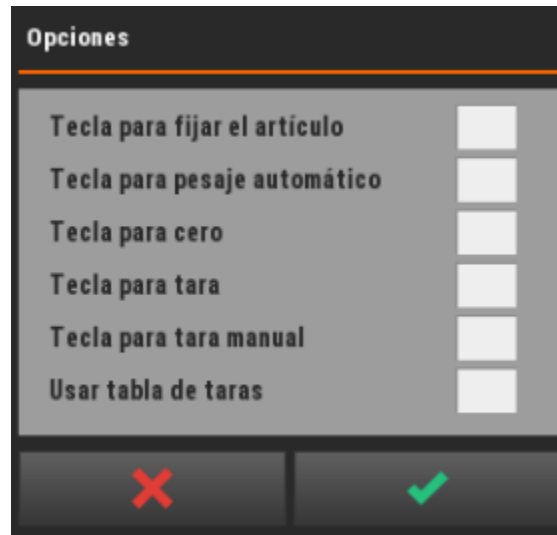 Opciones
Tecla para fijar el artículo
Tecla para pesaje automático
Tecla para cero
Tecla para tara
Tecla para tara manual
Usar tabla de taras